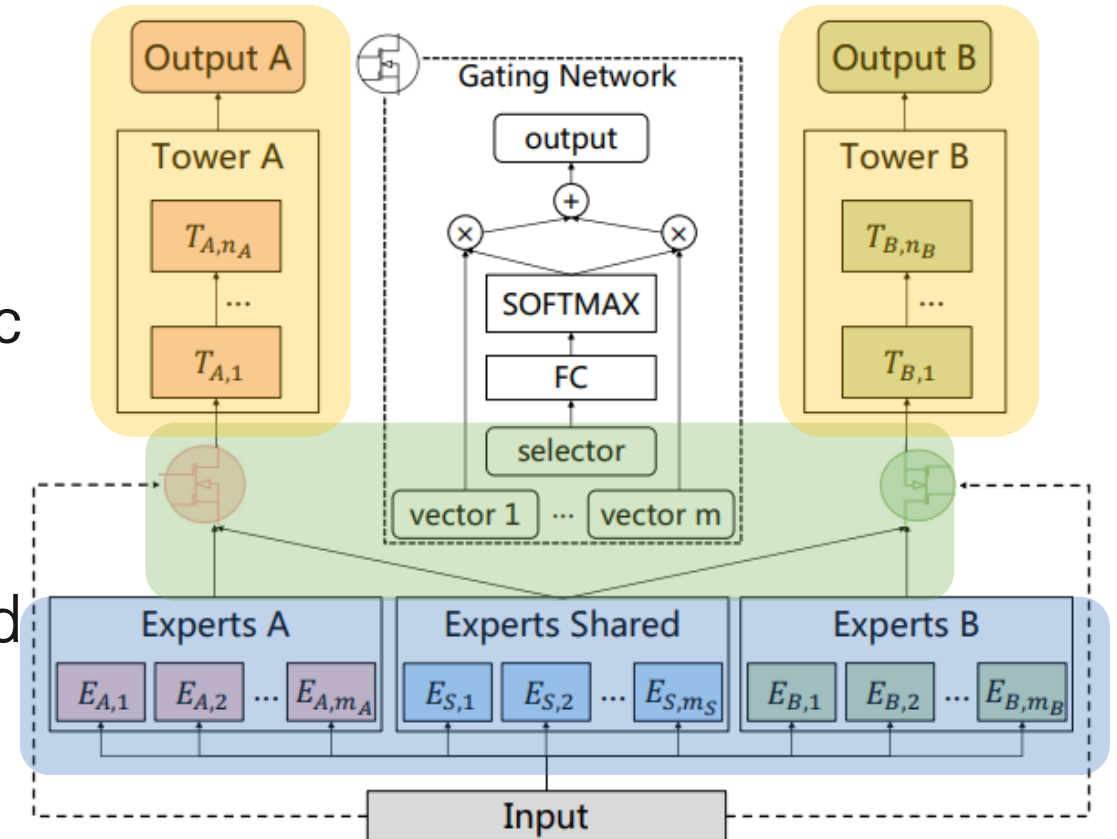 Output A
Gating Network
Output B
output
Tower A
Tower B
+
× ×
T_{A,n_A}
T_{B,n_B}
...
...
SOFTMAX
c
T_{A,1}
FC
T_{B,1}
selector
vector 1 ... vector m
d
Experts A
Experts Shared
Experts B
E_{A,1} E_{A,2} ... E_{A,m_A}
E_{S,1} E_{S,2} ... E_{S,m_S}
E_{B,1} E_{B,2} ... E_{B,m_B}
Input